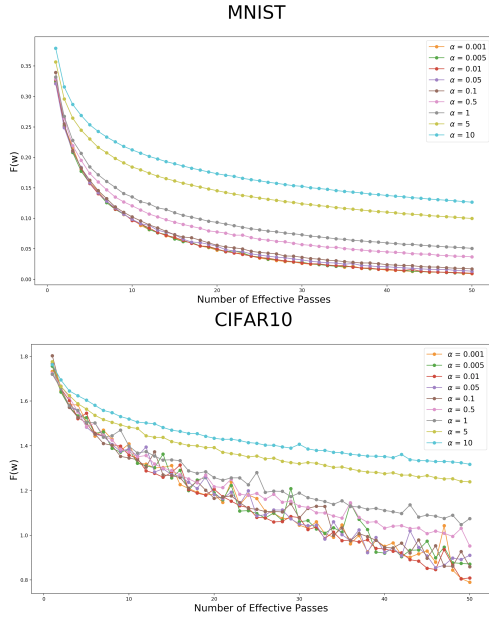 MNIST
0.35
0.30
0.25
0.20
0.15
0.10
0.05
0.00
F(w)
α = 0.001
α = 0.005
α = 0.01
α = 0.05
α = 0.1
α = 0.5
α = 1
α = 5
α = 10
0 10 20 30 40 50
Number of Effective Passes
CIFAR10
1.8
1.6
1.4
1.2
1.0
0.8
F(w)
α = 0.001
α = 0.005
α = 0.01
α = 0.05
α = 0.1
α = 0.5
α = 1
α = 5
α = 10
0 10 20 30 40 50
Number of Effective Passes